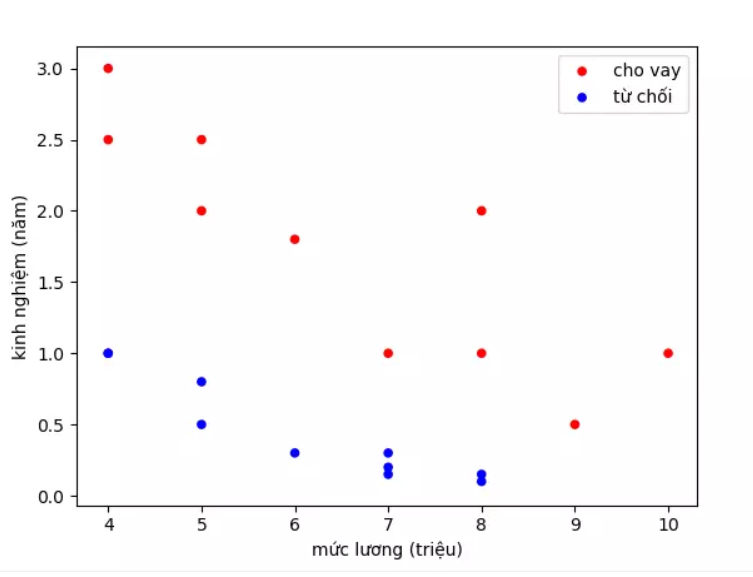 cho vay
từ chối
3.0
2.5
2.0
1.5
1.0
0.5
0.0
kinh nghiệm (năm)
4 5 6 7 8 9 10
mức lương (triệu)